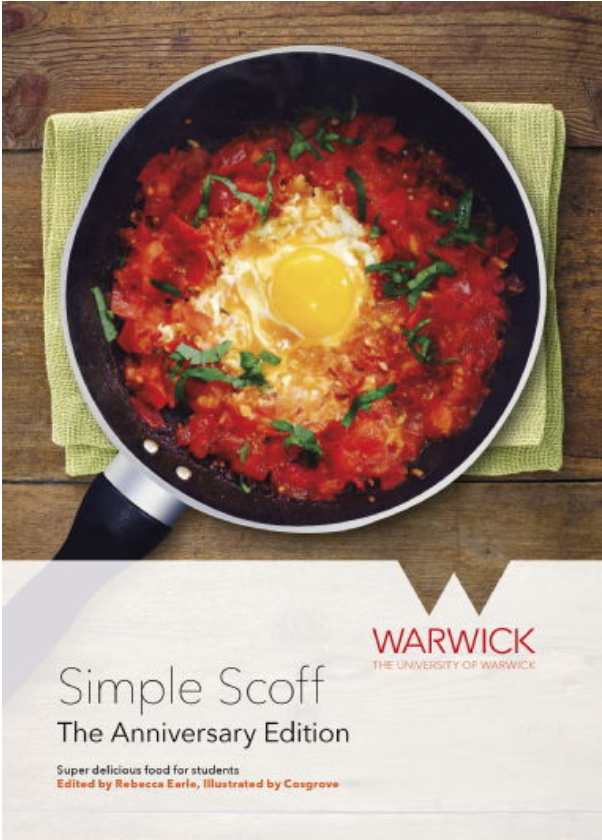 WARWICK
THE UNIVERSITY OF WARWICK
Simple Scoff
The Anniversary Edition
Super delicious food for students
Edited by Rebecca Earle, Illustrated by Cosgrove